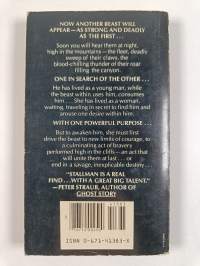 NOW ANOTHER BEAST WILL
APPEAR—AS STRONG AND DEADLY
AS THE FIRST . . .
Soon you will hear them at night,
high in the mountains—the fleet, deadly
sweep of their claws, the
blood-chilling thunder of their roar
filling the canyon.
ONE IN SEARCH OF THE OTHER . . .
He has lived as a young man, while
the beast within uses him, consumes
him . . . She has lived as a woman,
waiting, traveling in secret to find him
and arouse one desire within him.
WITH ONE POWERFUL PURPOSE . . .
But to awaken him, she must first
drive the beast to new limits of courage, to
a culminating act of bravery
performed high in the cliffs—an act
that will unite them at last . . . or
end in a savage, inexplicable destiny . . .
"STALLMAN IS A REAL
FIND . . . WITH A GREAT BIG TALENT."
—PETER STRAUB, AUTHOR OF
GHOST STORY
ISBN 0-671-41383-X